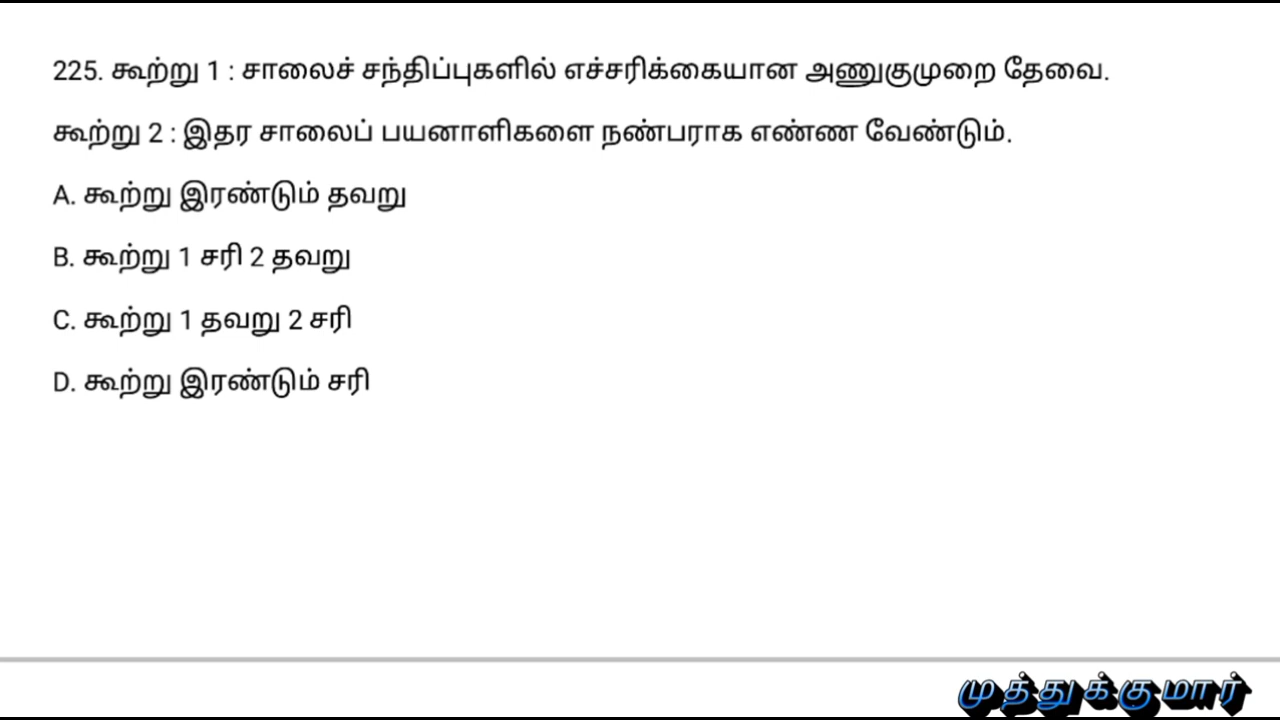 225. கூற்று 1 : சாலைச் சந்திப்புகளில் எச்சரிக்கையான அணுகுமுறை தேவை.
கூற்று 2 : இதர சாலைப் பயனாளிகளை நண்பராக எண்ண வேண்டும்.
A. கூற்று இரண்டும் தவறு
B. கூற்று 1 சரி 2 தவறு
C. கூற்று 1 தவறு 2 சரி
D. கூற்று இரண்டும் சரி
முத்துக்குமார்